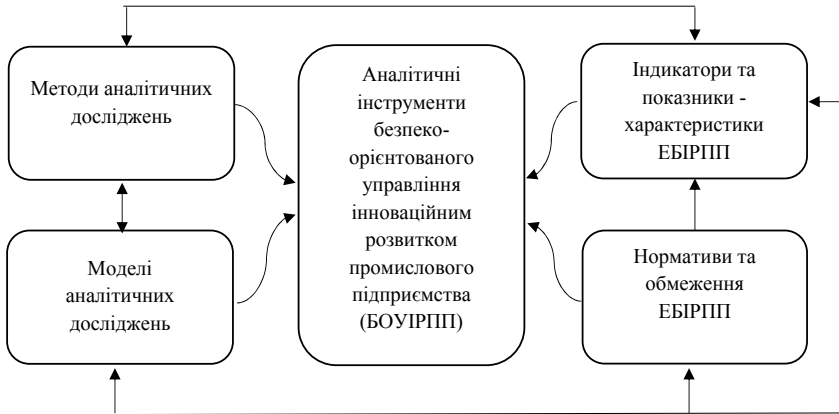 Методи аналітичних
досліджень
Аналітичні
інструменти
безпеко-
орієнтованого
управління
інноваційним
розвитком
промислового
підприємства
(БОУІРПП)
Індикатори та
показники -
характеристики
ЕБІРПП
Моделі
аналітичних
досліджень
Нормативи та
обмеження
ЕБІРПП